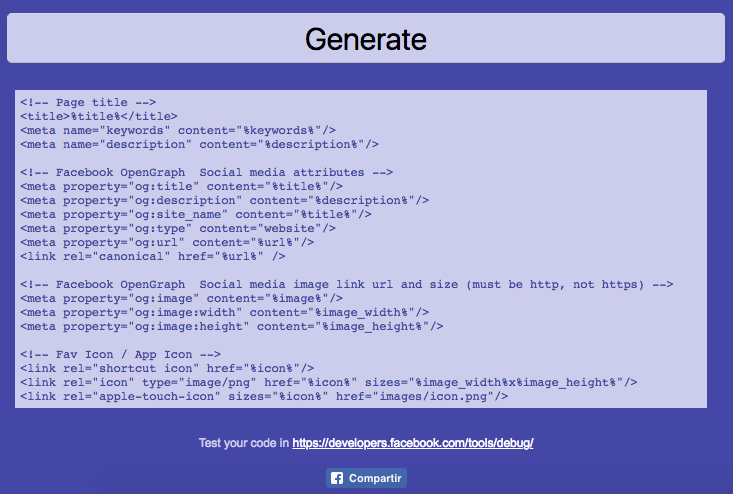 Generate
<!-- Page title -->
<title>%title%</title>
<meta name="keywords" content="%keywords%"/>
<meta name="description" content="%description%"/>
<!-- Facebook OpenGraph  Social media attributes -->
<meta property="og:title" content="%title%"/>
<meta property="og:description" content="%description%"/>
<meta property="og:site_name" content="%title%"/>
<meta property="og:type" content=website"/>
<meta property="og:url" content="%url%"/>
<link rel="canonical" href="%url%" />
<!-- Facebook OpenGraph  Social media image link url and size (must be http, not https) -->
<meta property="og:image" content="%image%"/>
<meta property="og:image:width" content="%image_width%"/>
<meta property="og:image:height" content="%image_height%"/>
<!-- Fav Icon / App Icon -->
<link rel="shortcut icon" href="%icon%"/>
<link rel="icon" type="image/png" href="%icon%" sizes="%image_width%x%image_height%"/>
<link rel="apple-touch-icon" sizes="%icon%" href="images/icon.png"/>
Test your code in https://developers.facebook.com/tools/debug/
Compartir